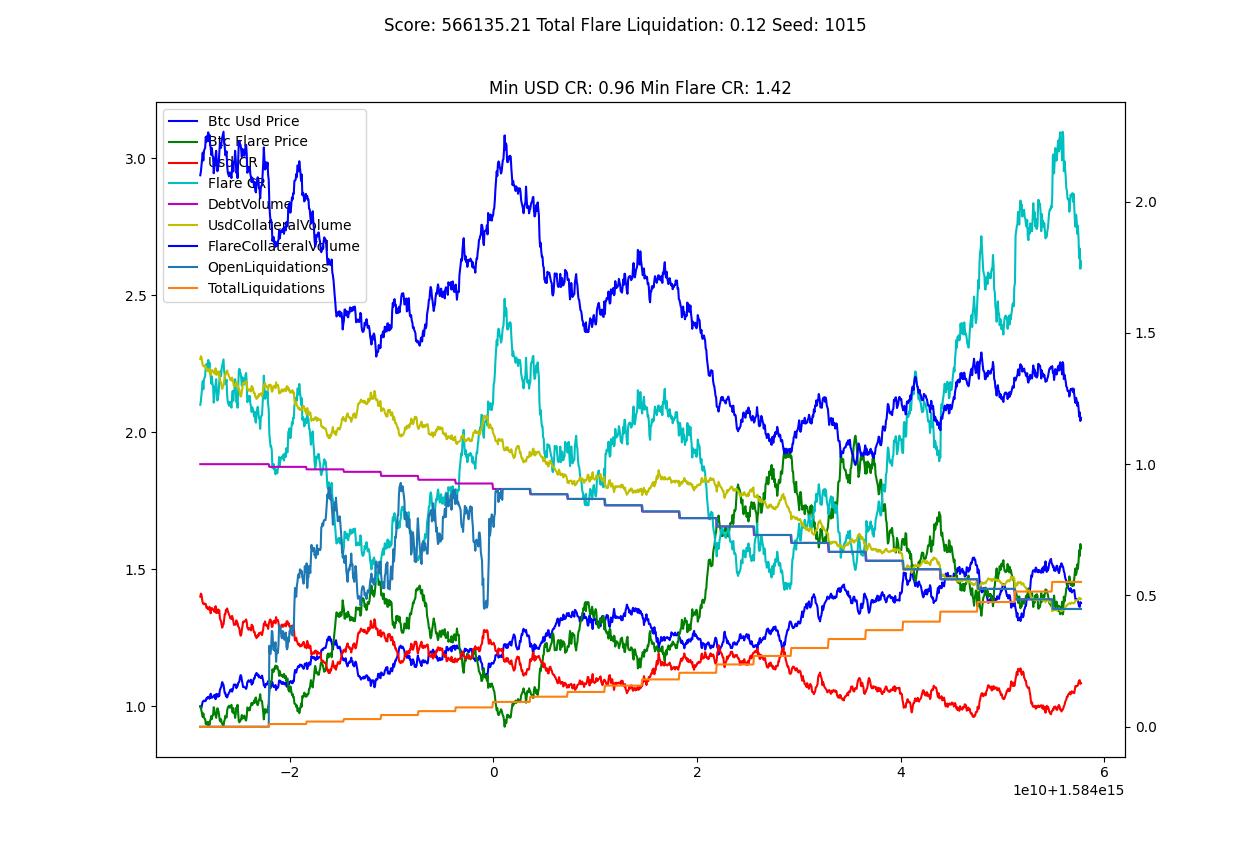 Score: 566135.21 Total Flare Liquidation: 0.12 Seed: 1015
Min USD CR: 0.96 Min Flare CR: 1.42
Btc Usd Price
Btc Flare Price
Usd CR
Flare CR
DebtVolume
UsdCollateralVolume
FlareCollateralVolume
OpenLiquidations
TotalLiquidations
3.0
2.5
2.0
1.5
1.0
2.0
1.5
1.0
0.5
0.0
−2 0 2 4 6
1e10+1.584e15